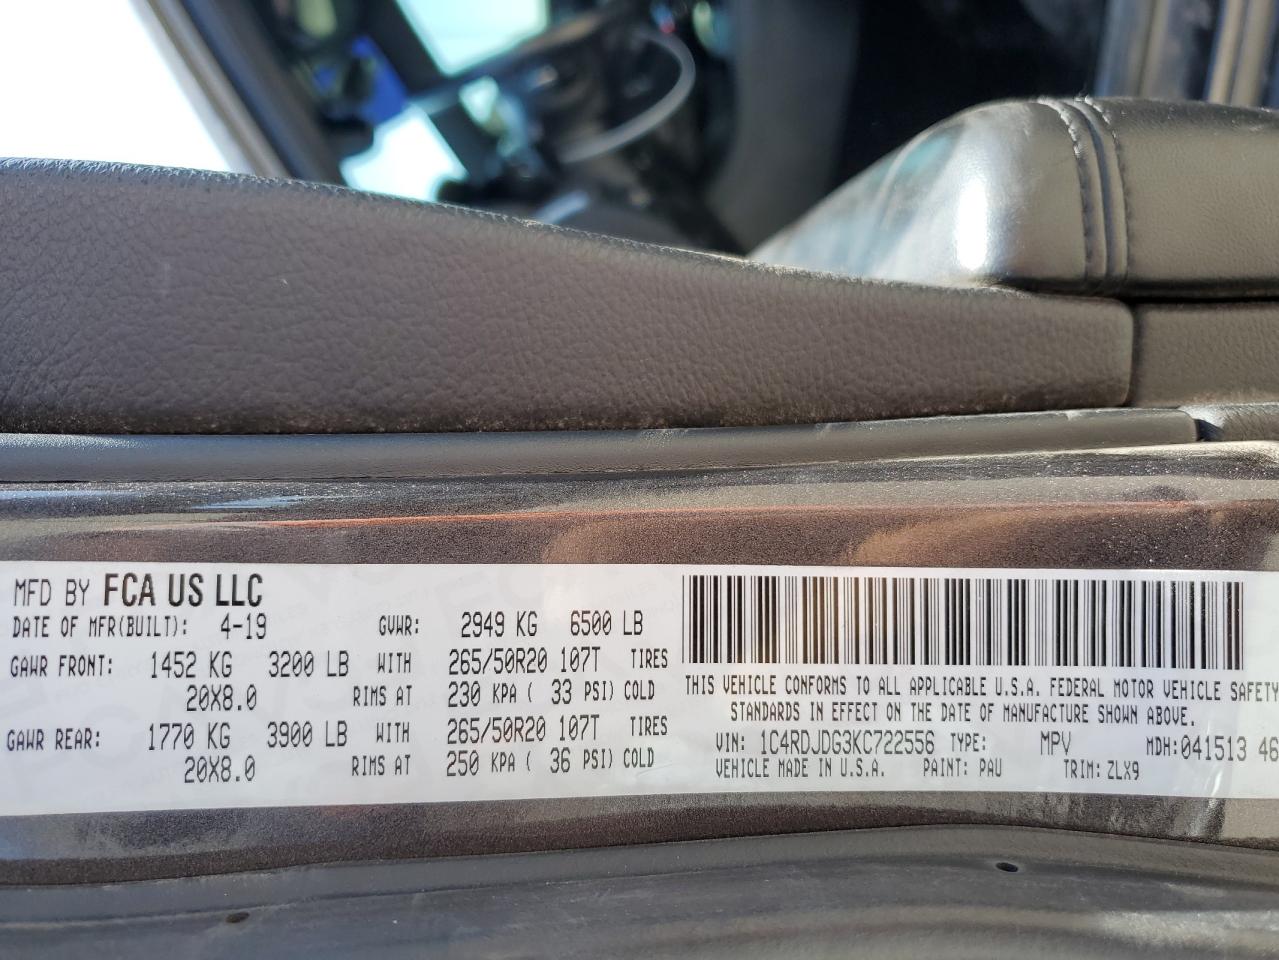 MFD BY FCA US LLC
DATE OF MFR(BUILT): 4-19 GVWR: 2949 KG 6500 LB
GAWR FRONT: 1452 KG 3200 LB WITH 265/50R20 107T TIRES
20X8.0 RIMS AT 230 KPA ( 33 PSI) COLD
GAWR REAR: 1770 KG 3900 LB WITH 265/50R20 107T TIRES
20X8.0 RIMS AT 250 KPA ( 36 PSI) COLD
THIS VEHICLE CONFORMS TO ALL APPLICABLE U.S.A. FEDERAL MOTOR VEHICLE SAFETY
STANDARDS IN EFFECT ON THE DATE OF MANUFACTURE SHOWN ABOVE.
VIN: 1C4RDJDG3KC722556 TYPE: MPV MDH: 041513 46
VEHICLE MADE IN U.S.A. PAINT: PAU TRIM: ZLX9